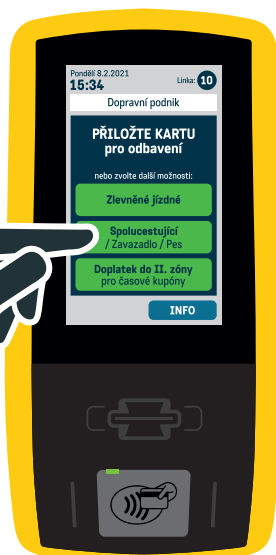 Pondělí 8.2.2021
15:34
Linka: 10
Dopravní podnik
PŘILOŽTE KARTU
pro odbavení
nebo zvolte další možnosti:
Zlevněné jízdné
Spolucestující
/ Zavazadlo / Pes
Doplatek do II. zóny
pro časové kupóny
INFO